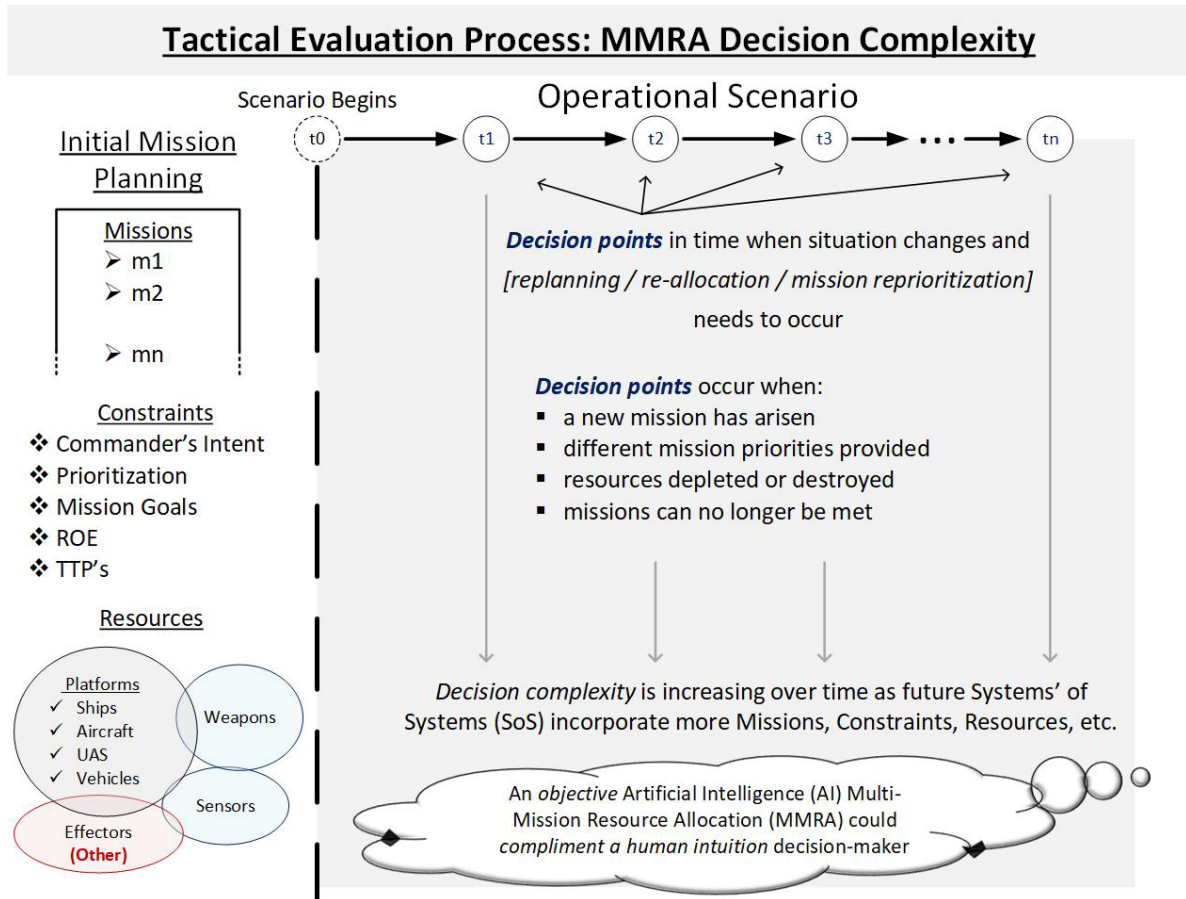 Tactical Evaluation Process: MMRA Decision Complexity
Scenario Begins
Operational Scenario
t0
t1
t2
t3
...
tn
Initial Mission
Planning
Missions
m1
m2
mn
Constraints
Commander’s Intent
Prioritization
Mission Goals
ROE
TTP’s
Resources
Platforms
Ships
Aircraft
UAS
Vehicles
Weapons
Sensors
Effectors
(Other)
Decision points in time when situation changes and
[replanning / re-allocation / mission reprioritization]
needs to occur
Decision points occur when:
a new mission has arisen
different mission priorities provided
resources depleted or destroyed
missions can no longer be met
Decision complexity is increasing over time as future Systems’ of
Systems (SoS) incorporate more Missions, Constraints, Resources, etc.
An objective Artificial Intelligence (AI) Multi-
Mission Resource Allocation (MMRA) could
compliment a human intuition decision-maker